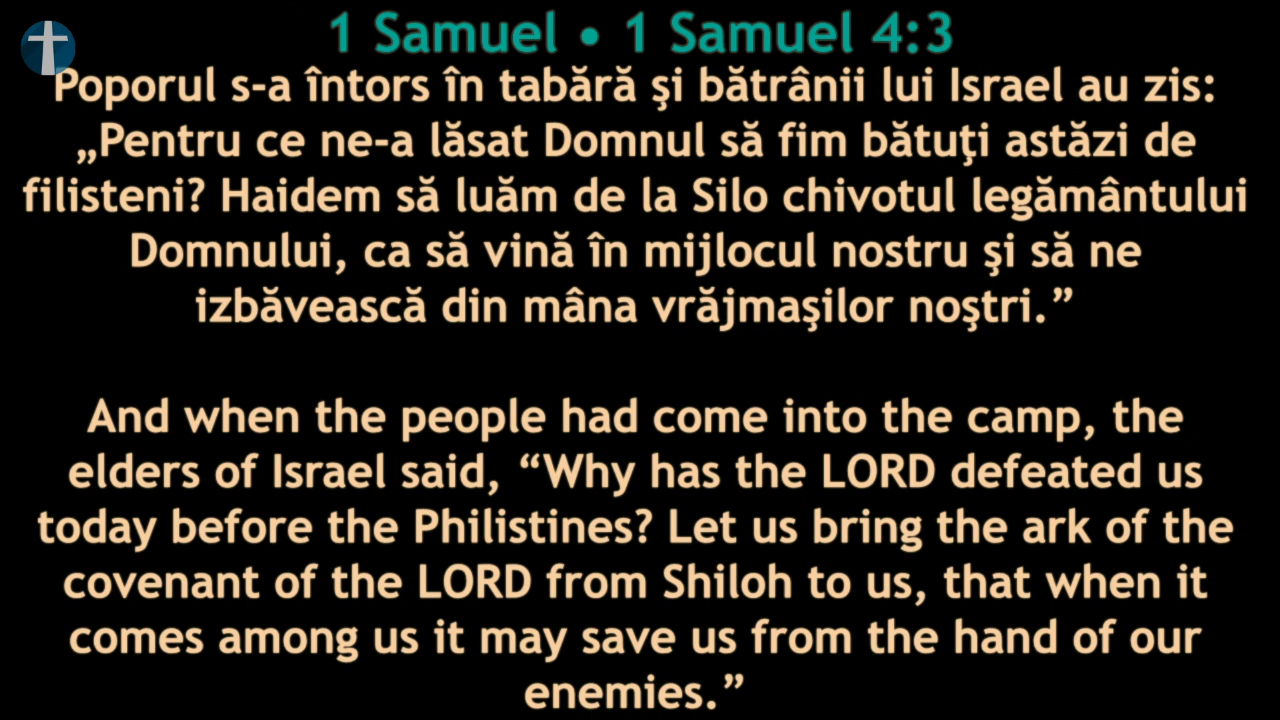 1 Samuel • 1 Samuel 4:3
Poporul s-a întors în tabără şi bătrânii lui Israel au zis:
„Pentru ce ne-a lăsat Domnul să fim bătuţi astăzi de
filisteni? Haidem să luăm de la Silo chivotul legământului
Domnului, ca să vină în mijlocul nostru şi să ne
izbăvească din mâna vrăjmaşilor noştri.”
And when the people had come into the camp, the
elders of Israel said, “Why has the LORD defeated us
today before the Philistines? Let us bring the ark of the
covenant of the LORD from Shiloh to us, that when it
comes among us it may save us from the hand of our
enemies.”